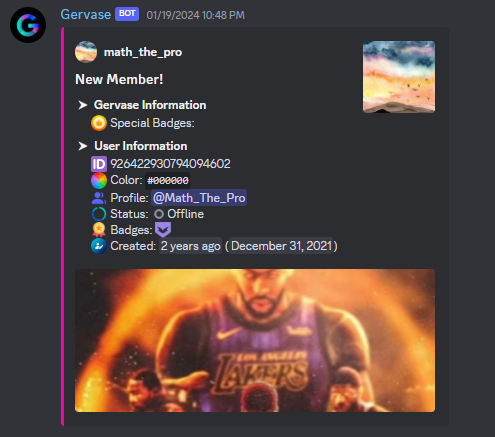 Gervase BOT 01/19/2024 10:48 PM
math_the_pro
New Member!
➤ Gervase Information
Special Badges:
➤ User Information
ID 926422930794094602
Color: #000000
Profile: @Math_The_Pro
Status: Offline
Badges:
Created: 2 years ago ( December 31, 2021 )
LOS ANGELES
LAKERS